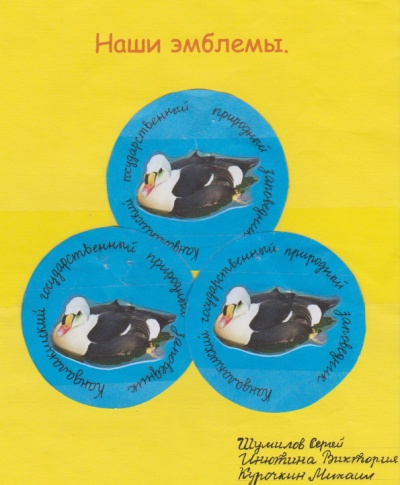 Наши эмблемы.
Кандалакшский государственный природный заповедник
Кандалакшский государственный природный заповедник
Кандалакшский государственный природный заповедник
Шумилов Сергей
Инютина Виктория
Курочкин Михаил